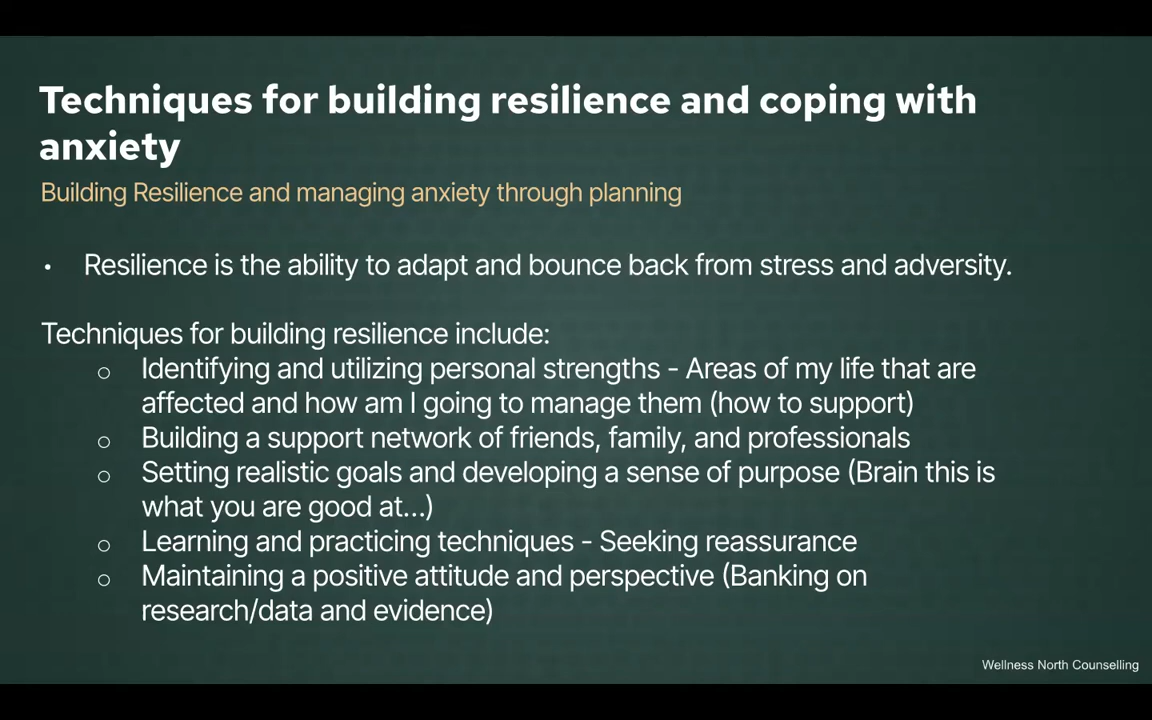 Techniques for building resilience and coping with
anxiety
Building Resilience and managing anxiety through planning
• Resilience is the ability to adapt and bounce back from stress and adversity.
Techniques for building resilience include:
o Identifying and utilizing personal strengths - Areas of my life that are
affected and how am I going to manage them (how to support)
o Building a support network of friends, family, and professionals
o Setting realistic goals and developing a sense of purpose (Brain this is
what you are good at...)
o Learning and practicing techniques - Seeking reassurance
o Maintaining a positive attitude and perspective (Banking on
research/data and evidence)
Wellness North Counselling